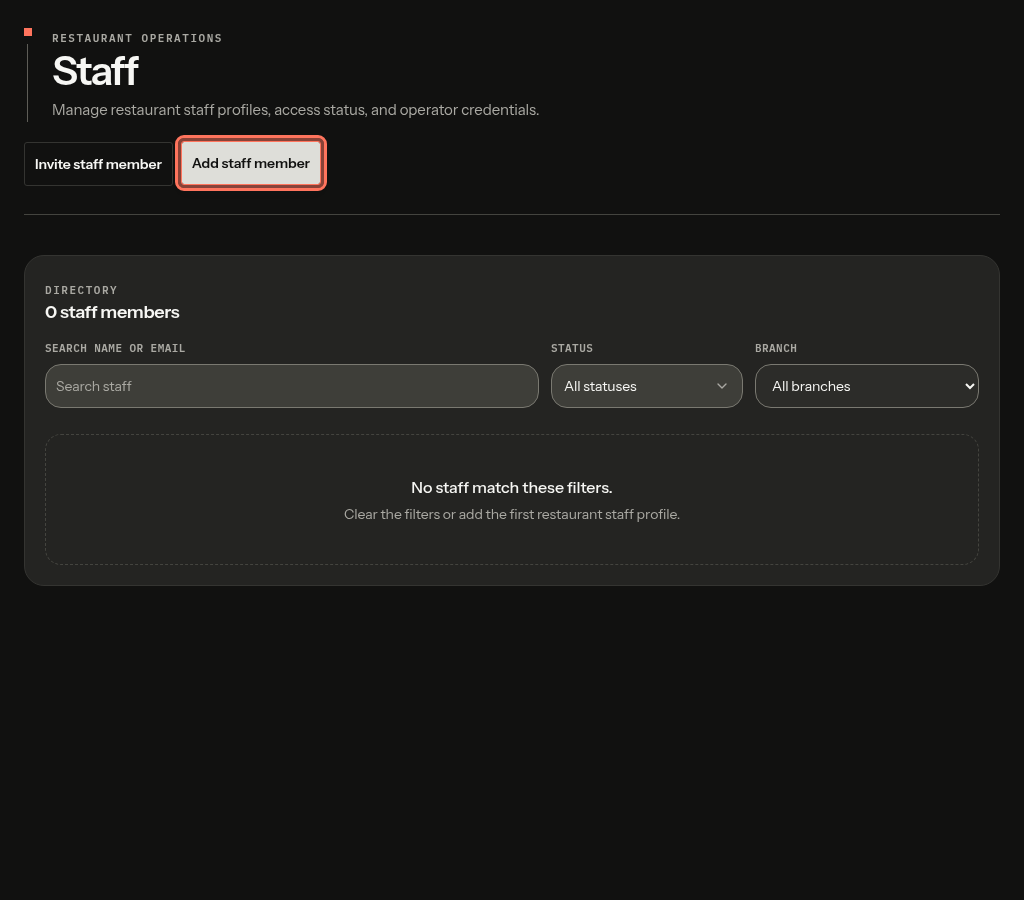 RESTAURANT OPERATIONS
Staff
Manage restaurant staff profiles, access status, and operator credentials.
Invite staff member
Add staff member
DIRECTORY
0 staff members
SEARCH NAME OR EMAIL
STATUS
BRANCH
Search staff
All statuses
All branches
No staff match these filters.
Clear the filters or add the first restaurant staff profile.